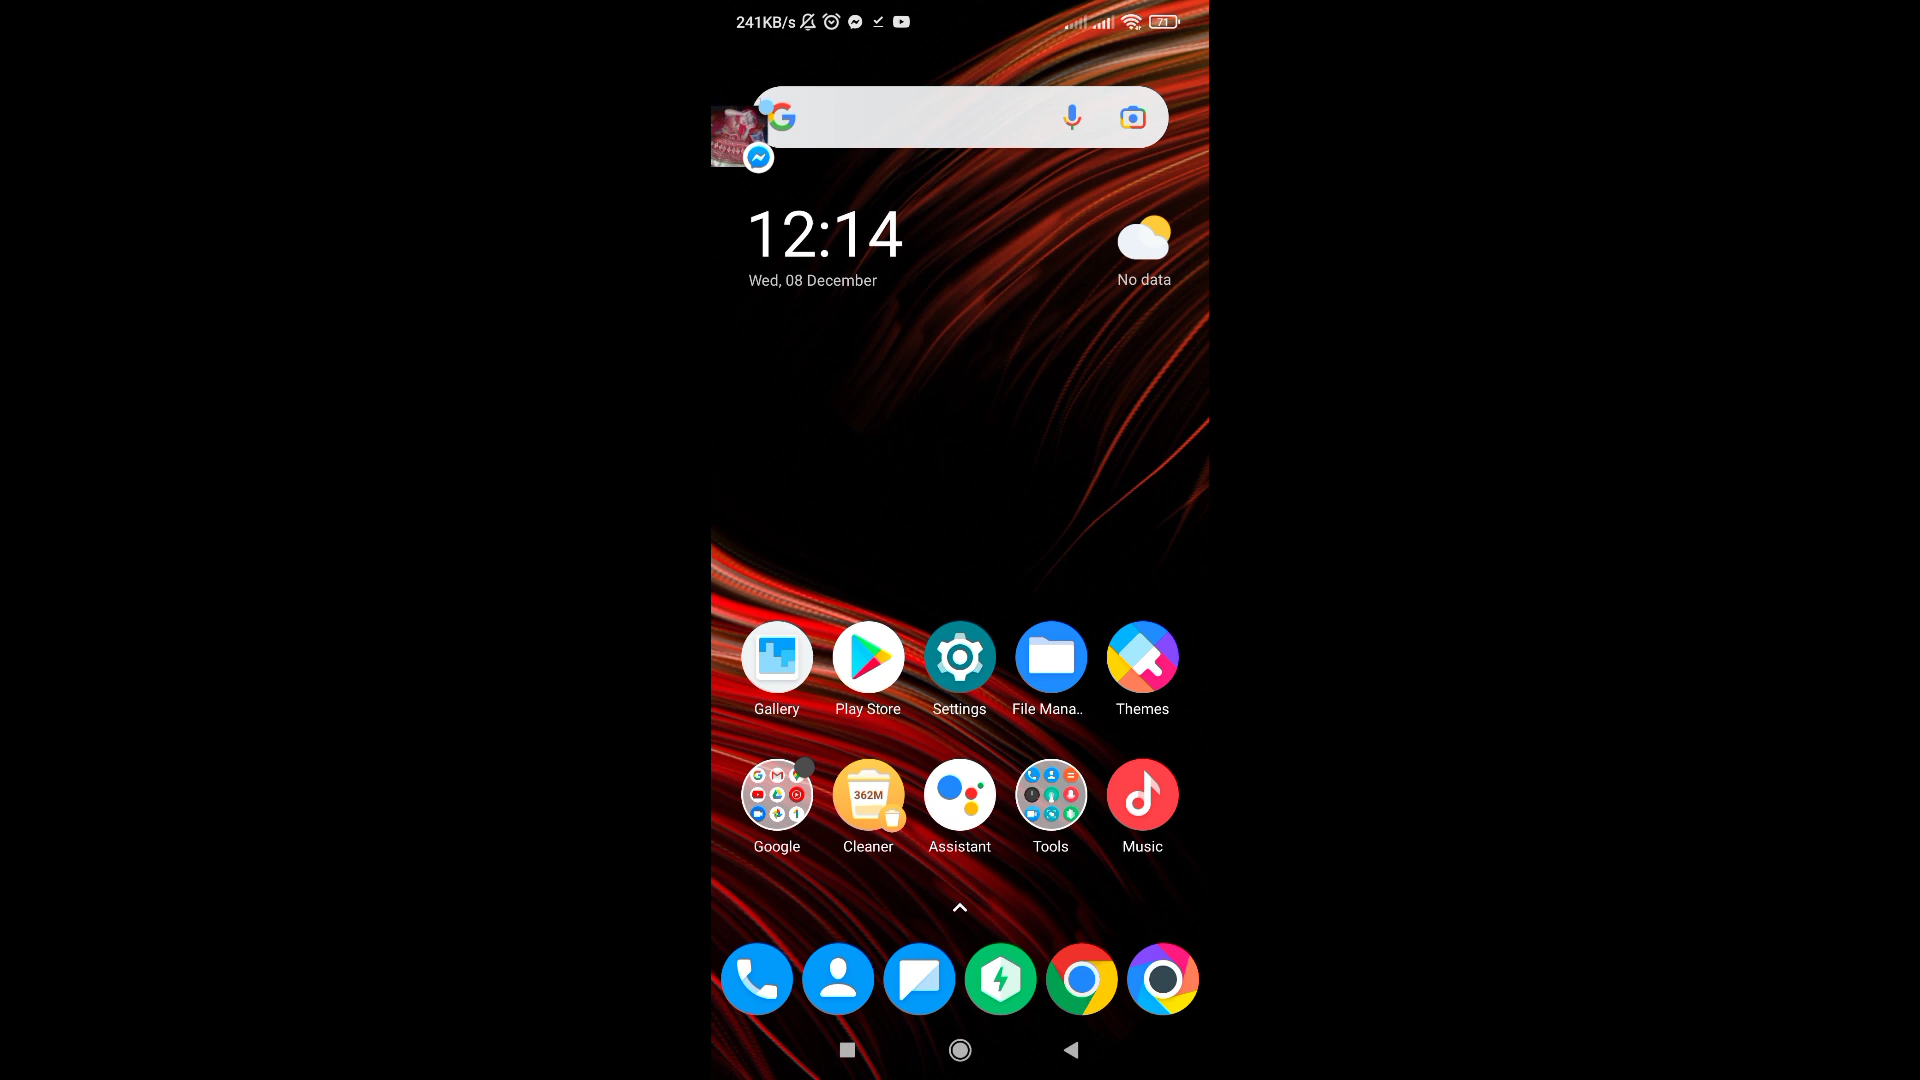 241KB/s
71
12:14
Wed, 08 December
No data
Gallery
Play Store
Settings
File Mana..
Themes
362M
Google
Cleaner
Assistant
Tools
Music